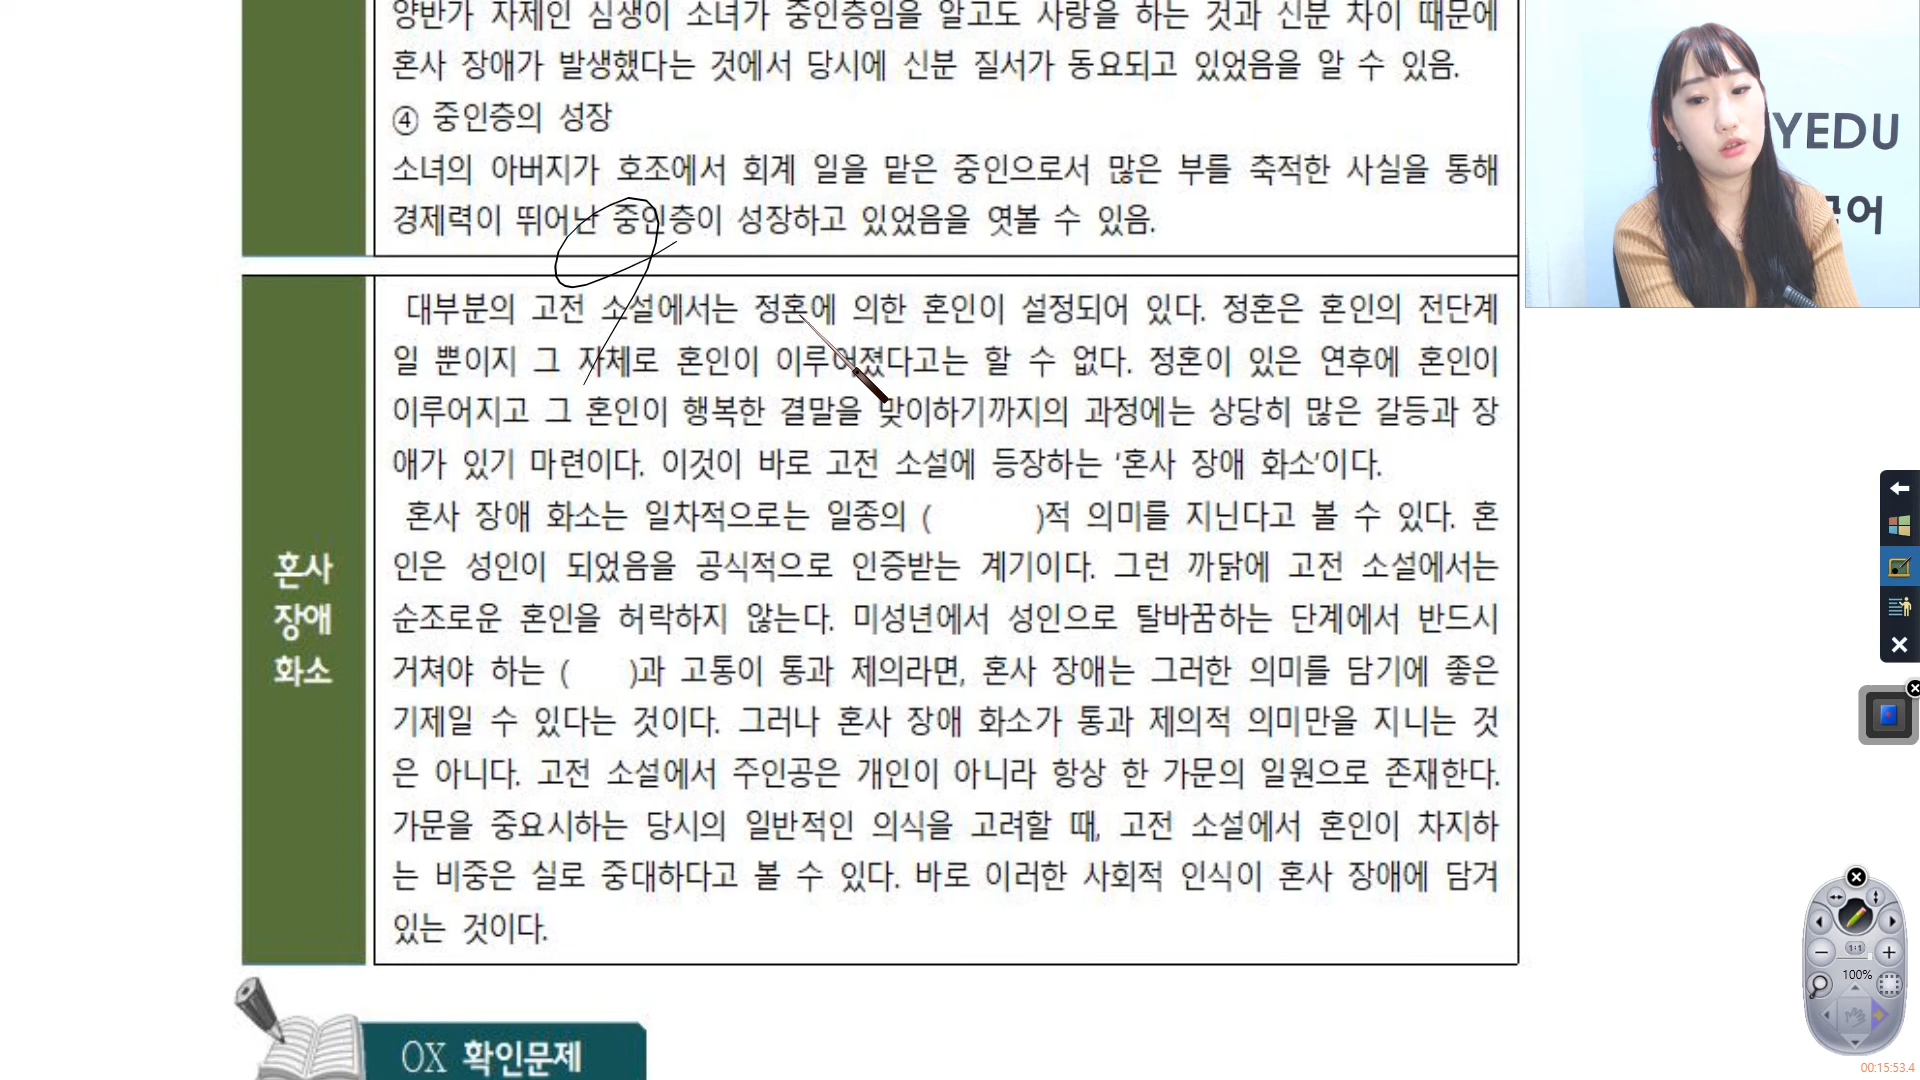 양반가 자제인 심생이 소녀가 중인층임을 알고도 사랑을 하는 것과 신분 차이 때문에
혼사 장애가 발생했다는 것에서 당시에 신분 질서가 동요되고 있었음을 알 수 있음.
④ 중인층의 성장
소녀의 아버지가 호조에서 회계 일을 맡은 중인으로서 많은 부를 축적한 사실을 통해
경제력이 뛰어난 중인층이 성장하고 있었음을 엿볼 수 있음.
혼사
장애
화소
대부분의 고전 소설에서는 정혼에 의한 혼인이 설정되어 있다. 정혼은 혼인의 전단계
일 뿐이지 그 자체로 혼인이 이루어졌다고는 할 수 없다. 정혼이 있은 연후에 혼인이
이루어지고 그 혼인이 행복한 결말을 맞이하기까지의 과정에는 상당히 많은 갈등과 장
애가 있기 마련이다. 이것이 바로 고전 소설에 등장하는 '혼사 장애 화소'이다.
혼사 장애 화소는 일차적으로는 일종의 (        )적 의미를 지닌다고 볼 수 있다. 혼
인은 성인이 되었음을 공식적으로 인증받는 계기이다. 그런 까닭에 고전 소설에서는
순조로운 혼인을 허락하지 않는다. 미성년에서 성인으로 탈바꿈하는 단계에서 반드시
거쳐야 하는 (    )과 고통이 통과 제의라면, 혼사 장애는 그러한 의미를 담기에 좋은
기제일 수 있다는 것이다. 그러나 혼사 장애 화소가 통과 제의적 의미만을 지니는 것
은 아니다. 고전 소설에서 주인공은 개인이 아니라 항상 한 가문의 일원으로 존재한다.
가문을 중요시하는 당시의 일반적인 의식을 고려할 때, 고전 소설에서 혼인이 차지하
는 비중은 실로 중대하다고 볼 수 있다. 바로 이러한 사회적 인식이 혼사 장애에 담겨
있는 것이다.
OX 확인문제
YEDU
1:1
100%
00:15:53.4